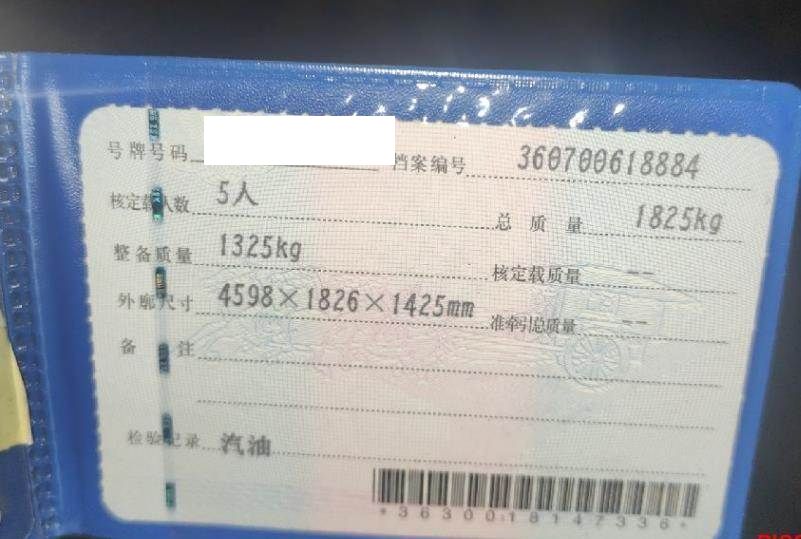 号牌号码 档案编号 360700618884
核定载人数 5人 总质量 1825kg
整备质量 1325kg 核定载质量 --
外廓尺寸 4598×1826×1425mm 准牵引总质量 --
备注
检验记录 汽油
*3630018147336*